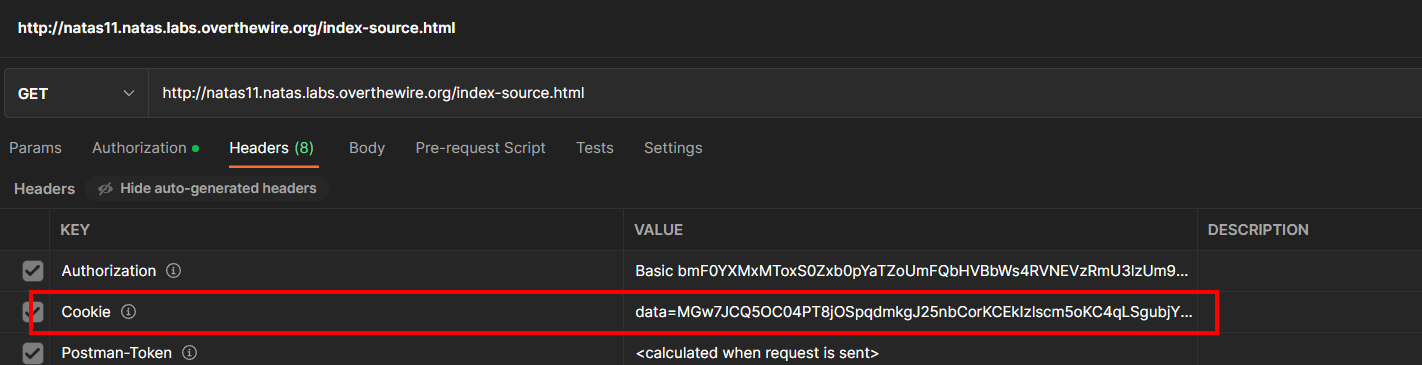 http://natas11.natas.labs.overthewire.org/index-source.html
GET http://natas11.natas.labs.overthewire.org/index-source.html
Params Authorization Headers (8) Body Pre-request Script Tests Settings
Headers Hide auto-generated headers
KEY VALUE DESCRIPTION
Authorization Basic bmF0YXMxMToxS0Zxb0pYaTZoUmFQbHVBbWs4RVNEVzRmU3lzUm9...
Cookie data=MGw7JCQ5OC04PT8jOSpqdmkgJ25nbCorKCEkIzlscm5oKC4qLSgubjY...
Postman-Token <calculated when request is sent>